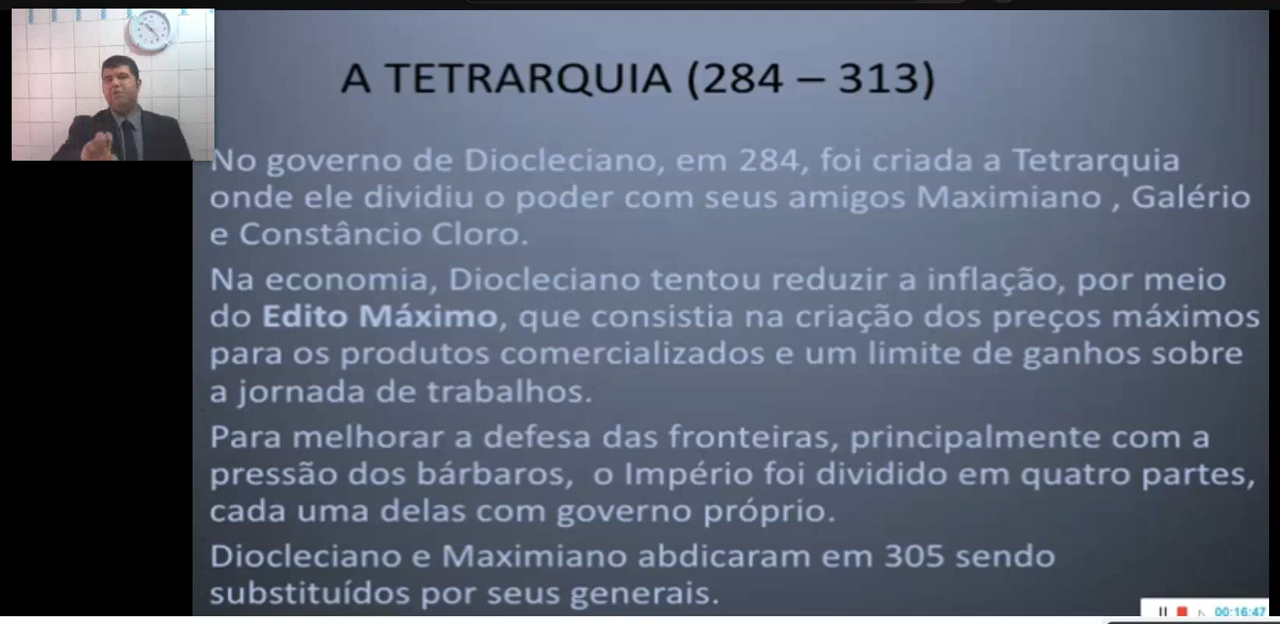 A TETRARQUIA (284 – 313)
No governo de Diocleciano, em 284, foi criada a Tetrarquia
onde ele dividiu o poder com seus amigos Maximiano , Galério
e Constâncio Cloro.
Na economia, Diocleciano tentou reduzir a inflação, por meio
do Edito Máximo, que consistia na criação dos preços máximos
para os produtos comercializados e um limite de ganhos sobre
a jornada de trabalhos.
Para melhorar a defesa das fronteiras, principalmente com a
pressão dos bárbaros,  o Império foi dividido em quatro partes,
cada uma delas com governo próprio.
Diocleciano e Maximiano abdicaram em 305 sendo
substituídos por seus generais.
00:16:47